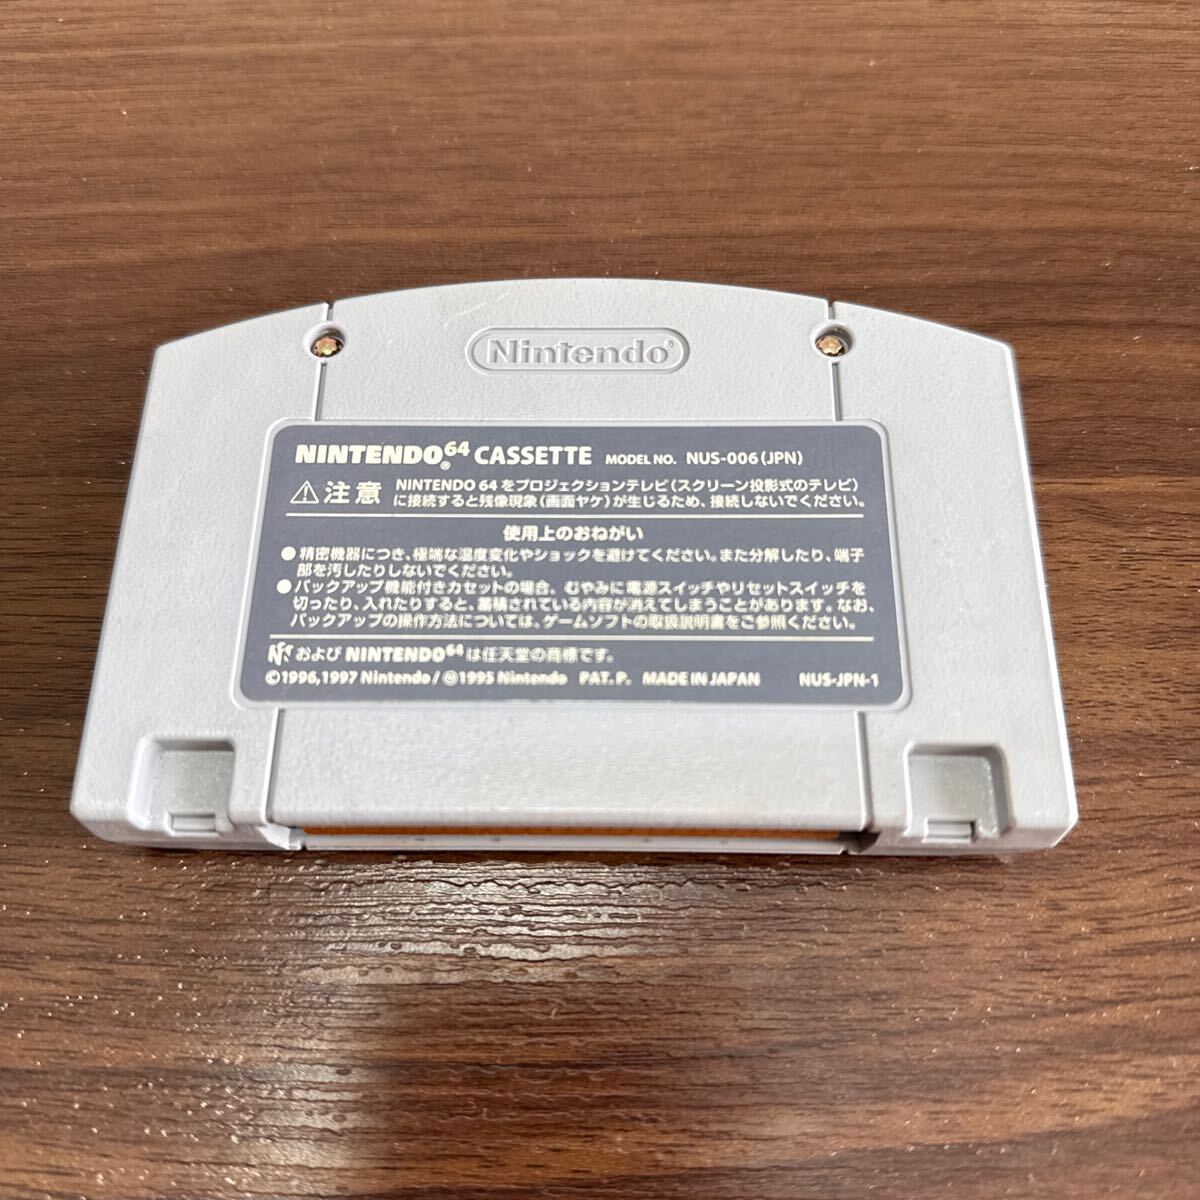 Nintendo®
NINTENDO®64 CASSETTE MODEL NO. NUS-006(JPN)
⚠注意 NINTENDO 64をプロジェクションテレビ(スクリーン投影式のテレビ)
に接続すると残像現象(画面ヤケ)が生じるため、接続しないでください。
使用上のおねがい
●精密機器につき、極端な温度変化やショックを避けてください。また分解したり、端子
部を汚したりしないでください。
●バックアップ機能付きカセットの場合、むやみに電源スイッチやリセットスイッチを
切ったり、入れたりすると、蓄積されている内容が消えてしまうことがあります。なお、
バックアップの操作方法については、ゲームソフトの取扱説明書をご参照ください。
および NINTENDO64 は任天堂の商標です。
©1996,1997 Nintendo/Ⓜ1995 Nintendo PAT.P. MADE IN JAPAN NUS-JPN-1